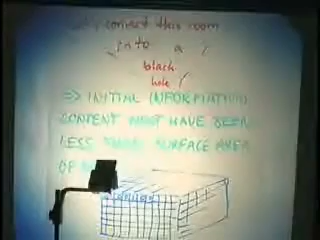 convert this room
into a
black
hole
⇒ INITIAL INFORMATION
CONTENT MUST HAVE BEEN
LESS THAN SURFACE AREA
OF